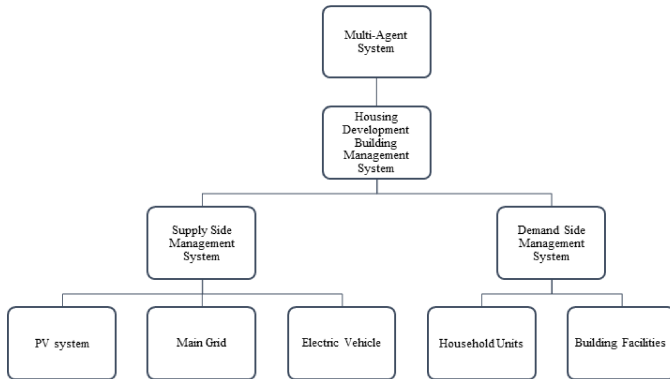 Multi-Agent
System
Housing
Development
Building
Management
System
Supply Side
Management
System
Demand Side
Management
System
PV system
Main Grid
Electric Vehicle
Household Units
Building Facilities